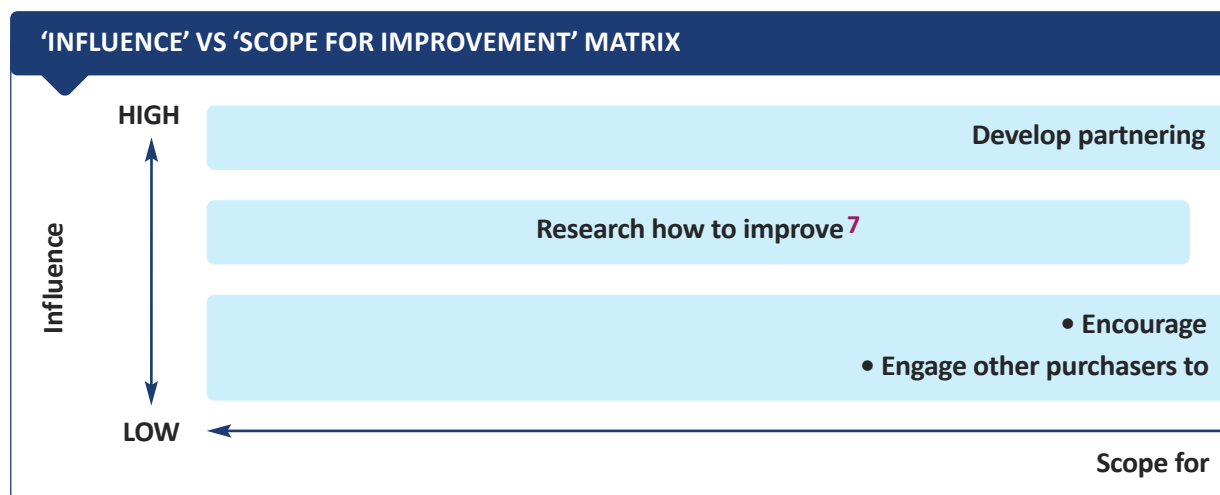 ‘INFLUENCE’ VS ‘SCOPE FOR IMPROVEMENT’ MATRIX
HIGH
Develop partnering
Research how to improve 7
Influence
• Encourage
• Engage other purchasers to
LOW
Scope for